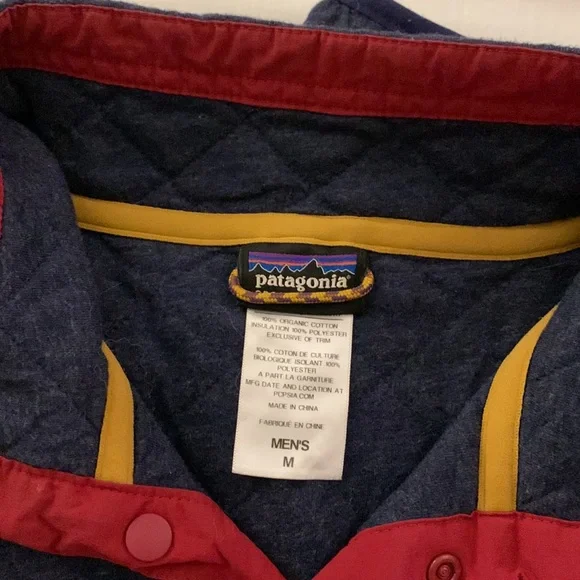 patagonia®
100% ORGANIC COTTON
INSULATION 100% POLYESTER
EXCLUSIVE OF TRIM
100% COTON DE CULTURE
BIOLOGIQUE ISOLANT 100%
POLYESTER
A PART LA GARNITURE
MFG DATE AND LOCATION AT
PCPSIA.COM
MADE IN CHINA
FABRIQUÉ EN CHINE
MEN'S
M